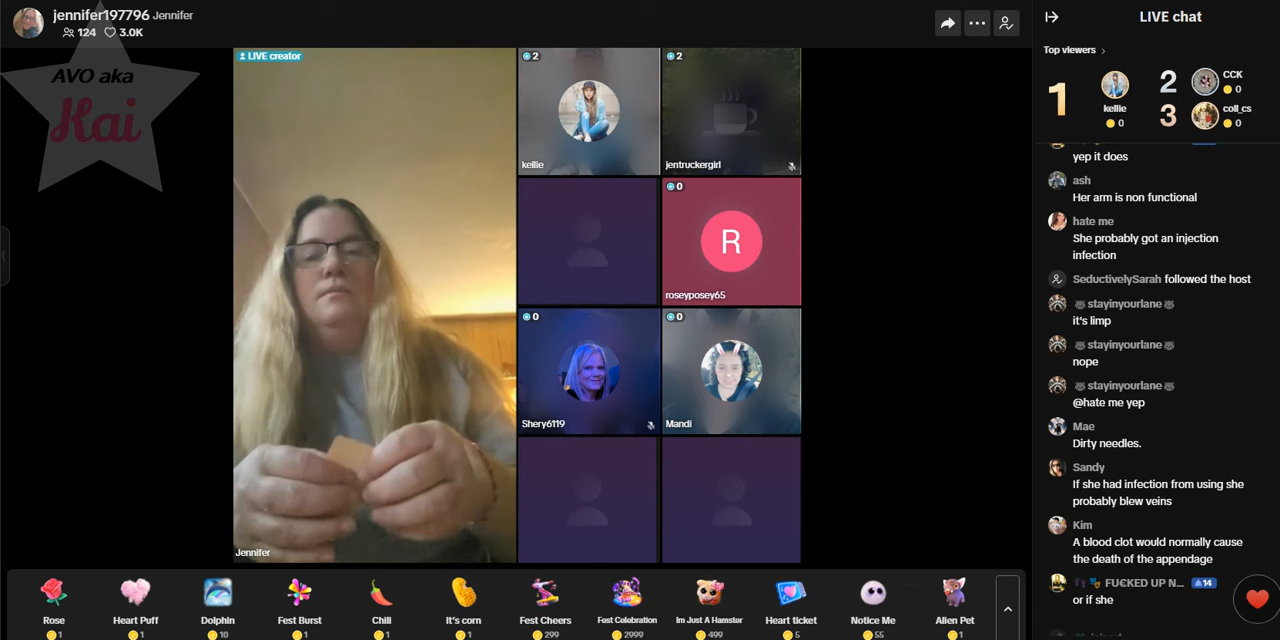 jennifer197796 Jennifer
124 3.0K
AVO aka
Kai
LIVE creator
Jennifer
2
kellie
2
jentruckergirl
0
roseyposey65
R
0
Shery6119
0
Mandi
LIVE chat
Top viewers
1
kellie
0
2
CCK
0
3
coll_cs
0
yep it does
ash
Her arm is non functional
hate me
She probably got an injection
infection
SeductivelySarah followed the host
stayinyourlane
it's limp
stayinyourlane
nope
stayinyourlane
@hate me yep
Mae
Dirty needles.
Sandy
If she had infection from using she
probably blew veins
Kim
A blood clot would normally cause
the death of the appendage
FU€KED UP N... 14
or if she
Rose
1
Heart Puff
1
Dolphin
10
Fest Burst
1
Chili
1
It's corn
1
Fest Cheers
299
Fest Celebration
2999
Im Just A Hamster
499
Heart ticket
5
Notice Me
55
Alien Pet
1